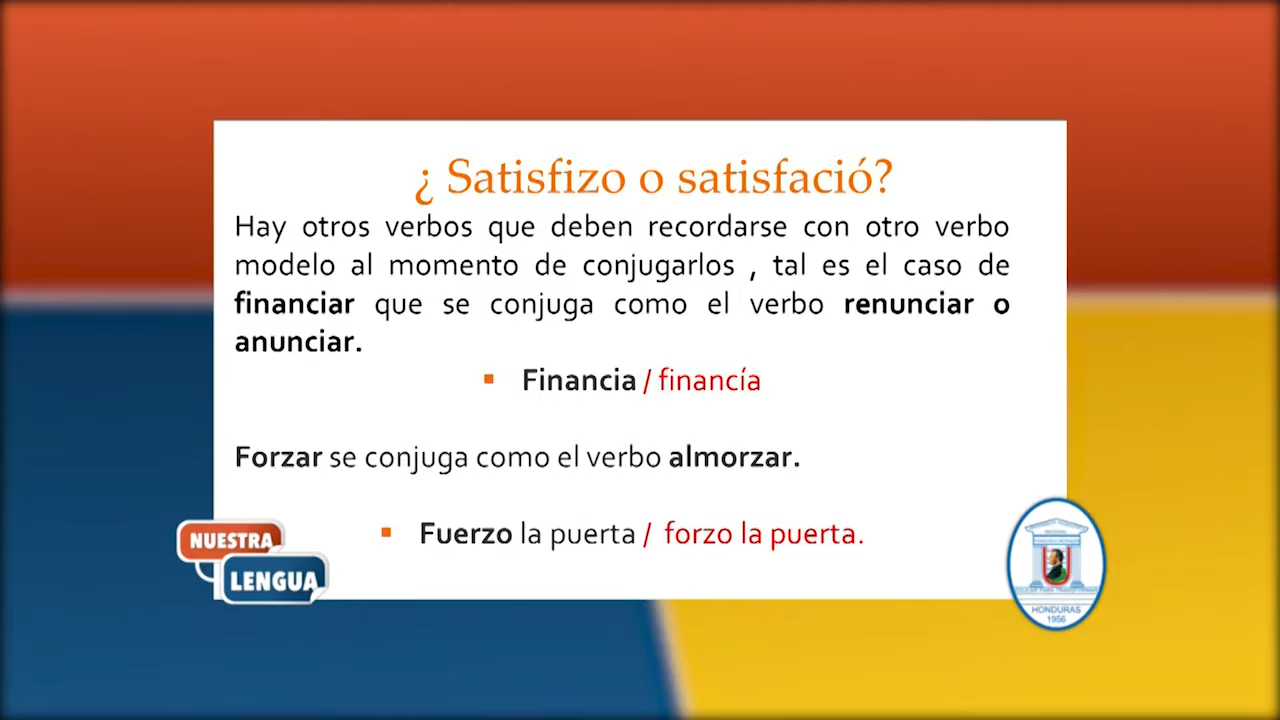 ¿ Satisfizo o satisfació?
Hay otros verbos que deben recordarse con otro verbo
modelo al momento de conjugarlos , tal es el caso de
financiar que se conjuga como el verbo renunciar o
anunciar.
▪ Financia / financía
Forzar se conjuga como el verbo almorzar.
▪ Fuerzo la puerta / forzo la puerta.
NUESTRA
LENGUA
HONDURAS
1956